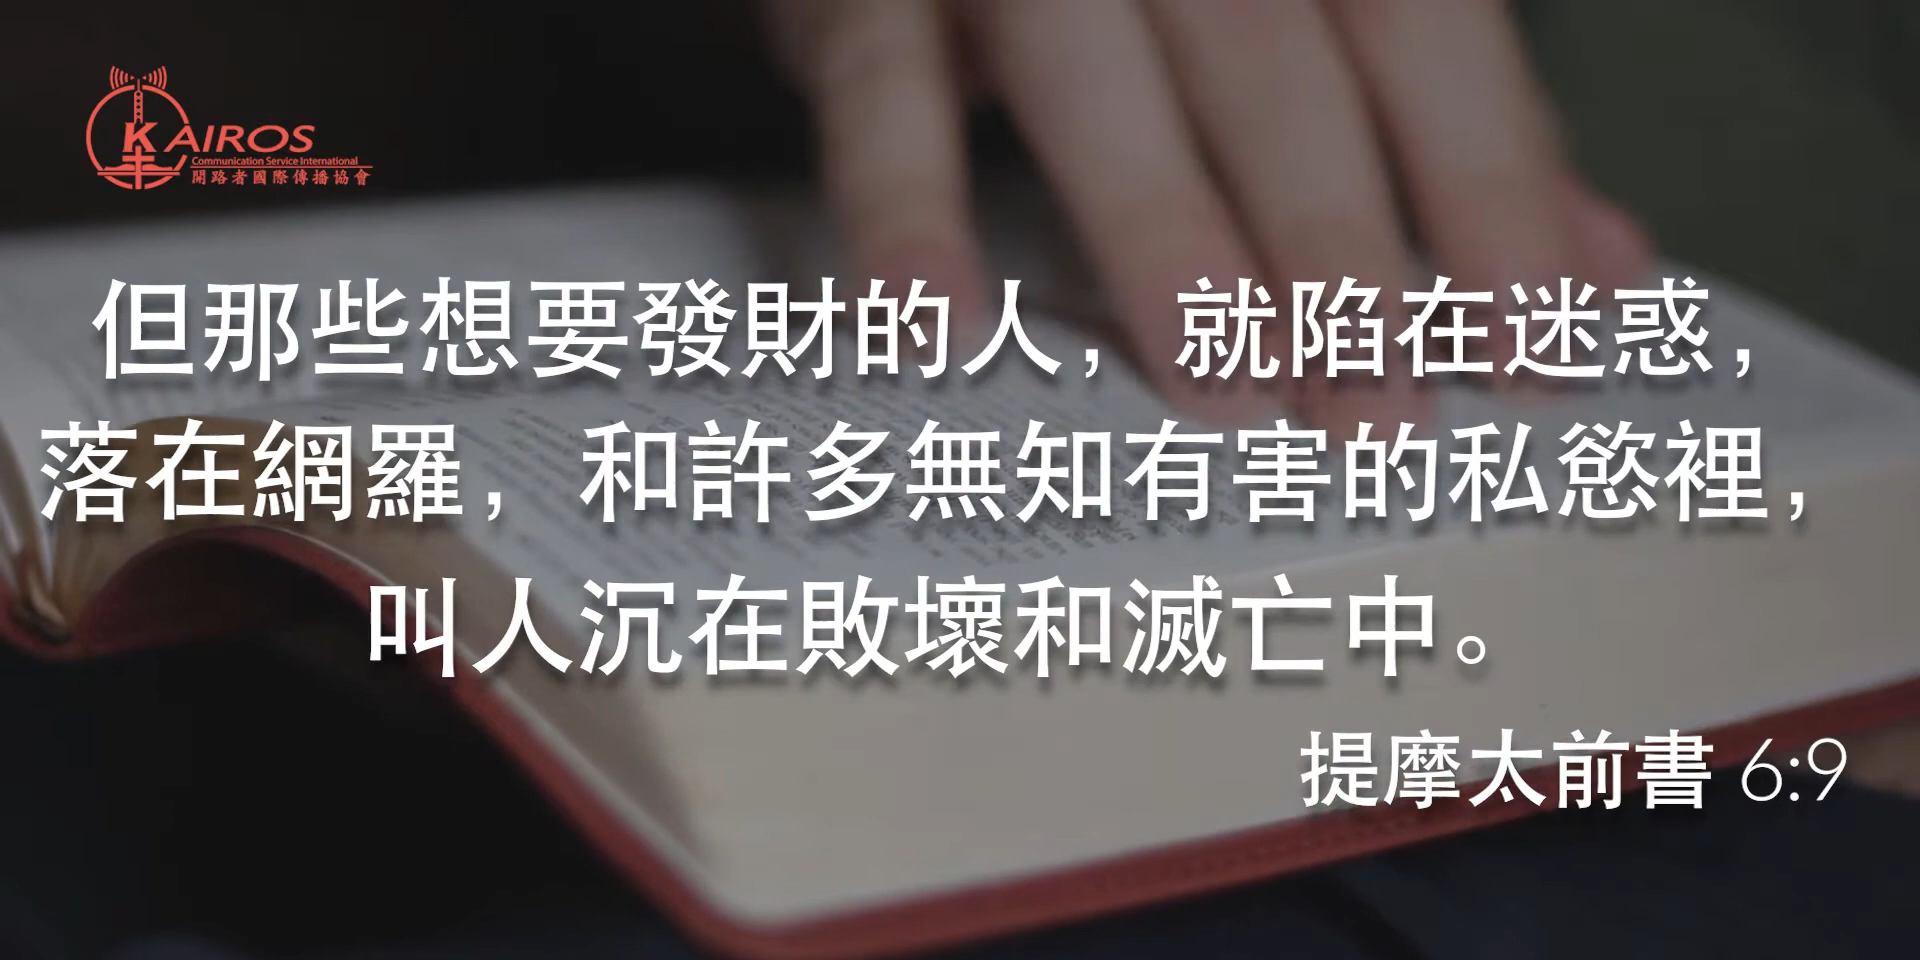 KAIROS
Communication Service International
開路者國際傳播協會
但那些想要發財的人，就陷在迷惑，
落在網羅，和許多無知有害的私慾裡，
叫人沉在敗壞和滅亡中。
提摩太前書 6:9